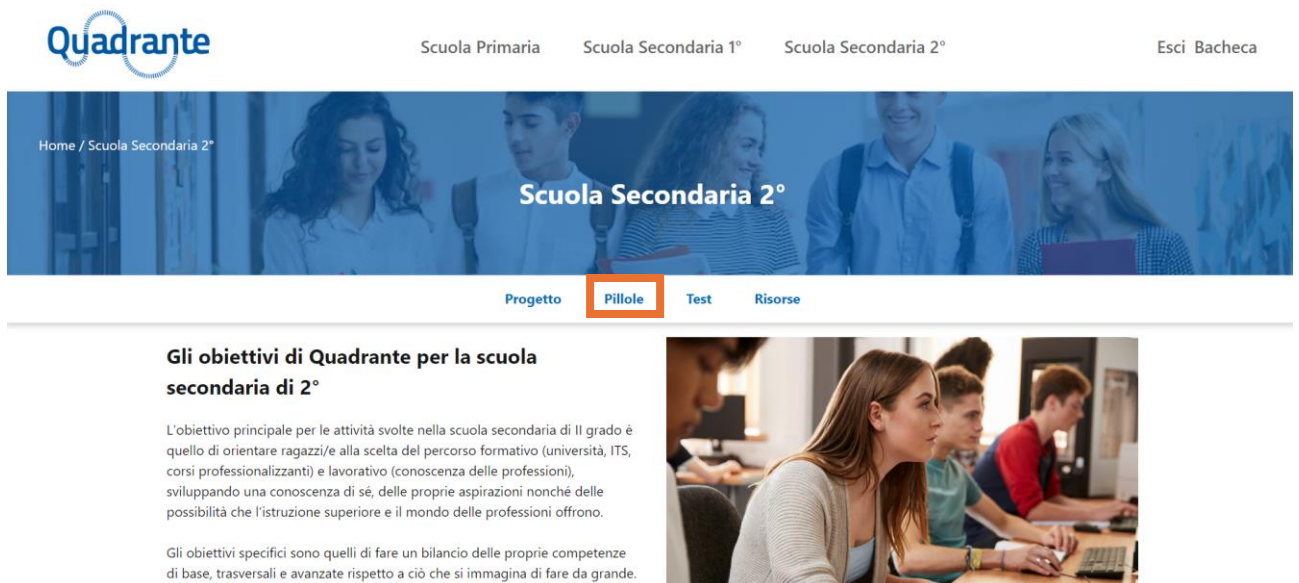 Quadrante
Scuola Primaria Scuola Secondaria 1° Scuola Secondaria 2° Esci Bacheca
Home / Scuola Secondaria 2°
Scuola Secondaria 2°
Progetto Pillole Test Risorse
Gli obiettivi di Quadrante per la scuola
secondaria di 2°
L'obiettivo principale per le attività svolte nella scuola secondaria di II grado è
quello di orientare ragazzi/e alla scelta del percorso formativo (università, ITS,
corsi professionalizzanti) e lavorativo (conoscenza delle professioni),
sviluppando una conoscenza di sé, delle proprie aspirazioni nonché delle
possibilità che l'istruzione superiore e il mondo delle professioni offrono.
Gli obiettivi specifici sono quelli di fare un bilancio delle proprie competenze
di base, trasversali e avanzate rispetto a ciò che si immagina di fare da grande.